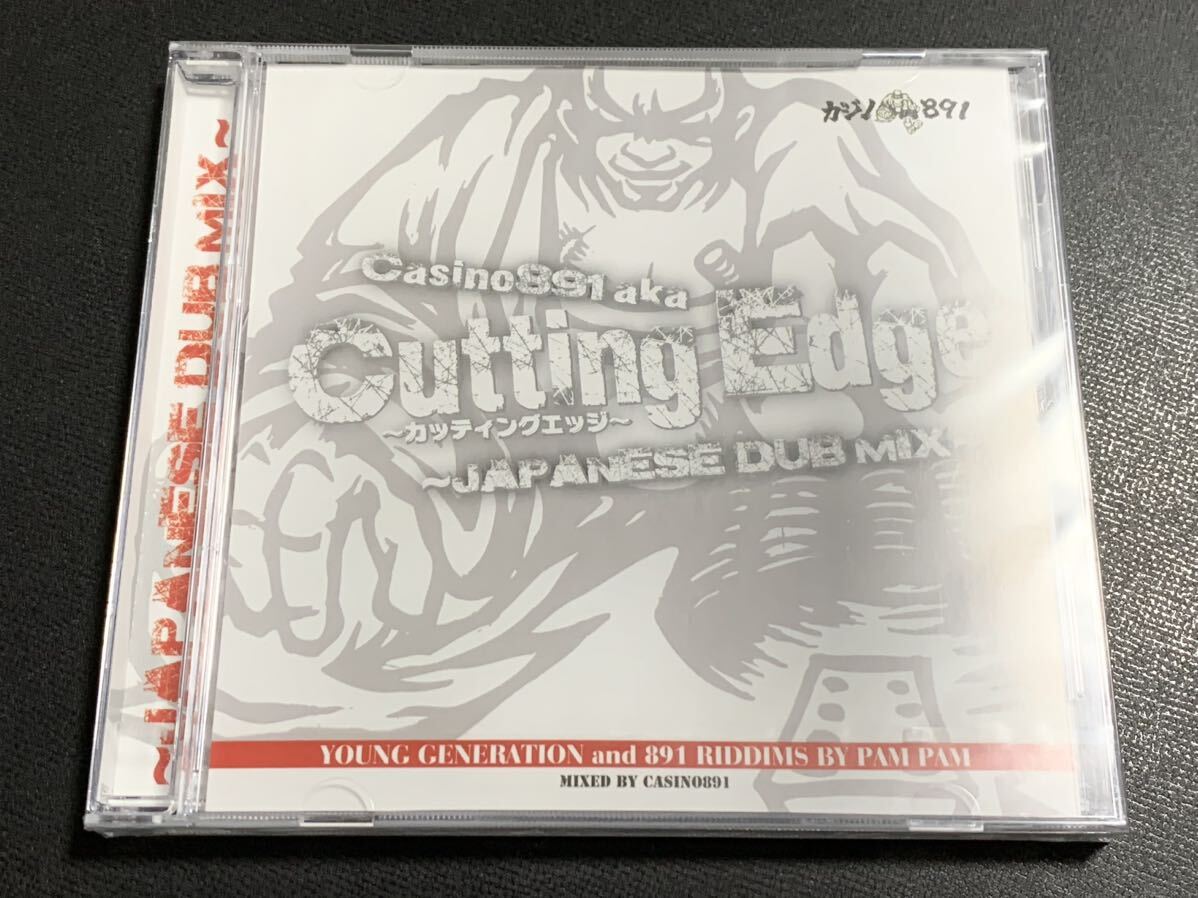 カジノ891
Casino891 aka
Cutting Edge
～カッティングエッジ～
～JAPANESE DUB MIX
YOUNG GENERATION and 891 RIDDIMS BY PAM PAM
MIXED BY CASINO891
～JAPANESE DUB MIX～